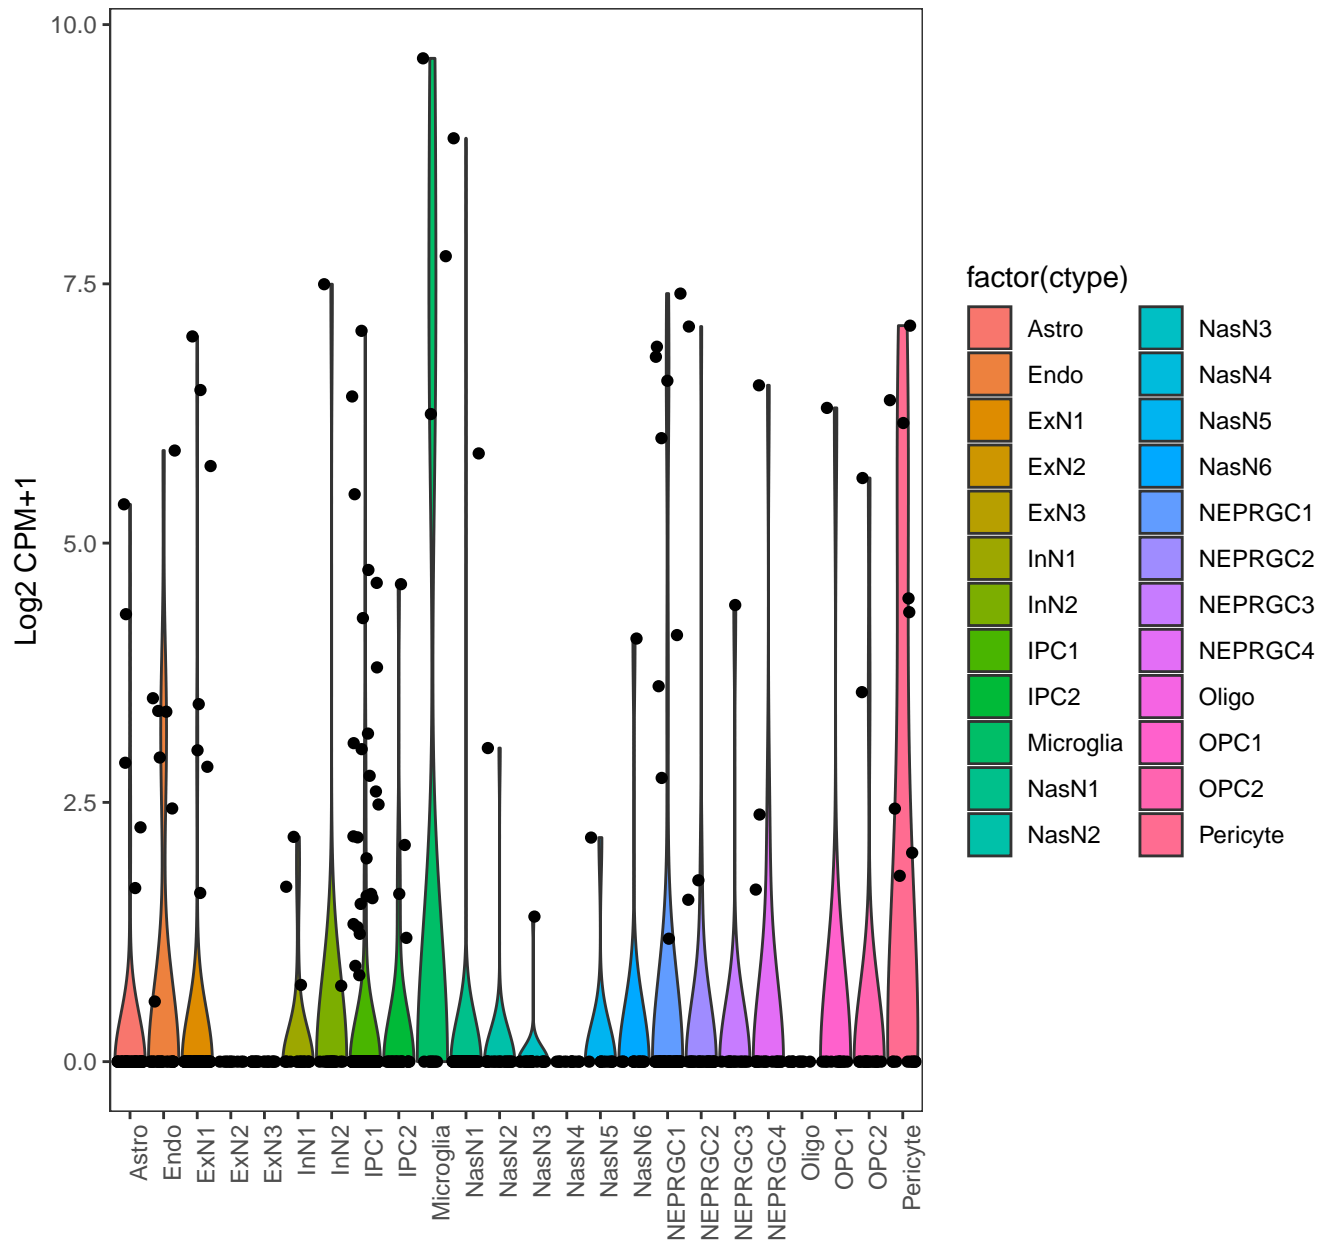 10.0
7.5
5.0
2.5
0.0
Log2 CPM+1
Astro
Endo
ExN1
ExN2
ExN3
InN1
InN2
IPC1
IPC2
Microglia
NasN1
NasN2
NasN3
NasN4
NasN5
NasN6
NEPRGC1
NEPRGC2
NEPRGC3
NEPRGC4
Oligo
OPC1
OPC2
Pericyte
factor(ctype)
Astro
Endo
ExN1
ExN2
ExN3
InN1
InN2
IPC1
IPC2
Microglia
NasN1
NasN2
NasN3
NasN4
NasN5
NasN6
NEPRGC1
NEPRGC2
NEPRGC3
NEPRGC4
Oligo
OPC1
OPC2
Pericyte